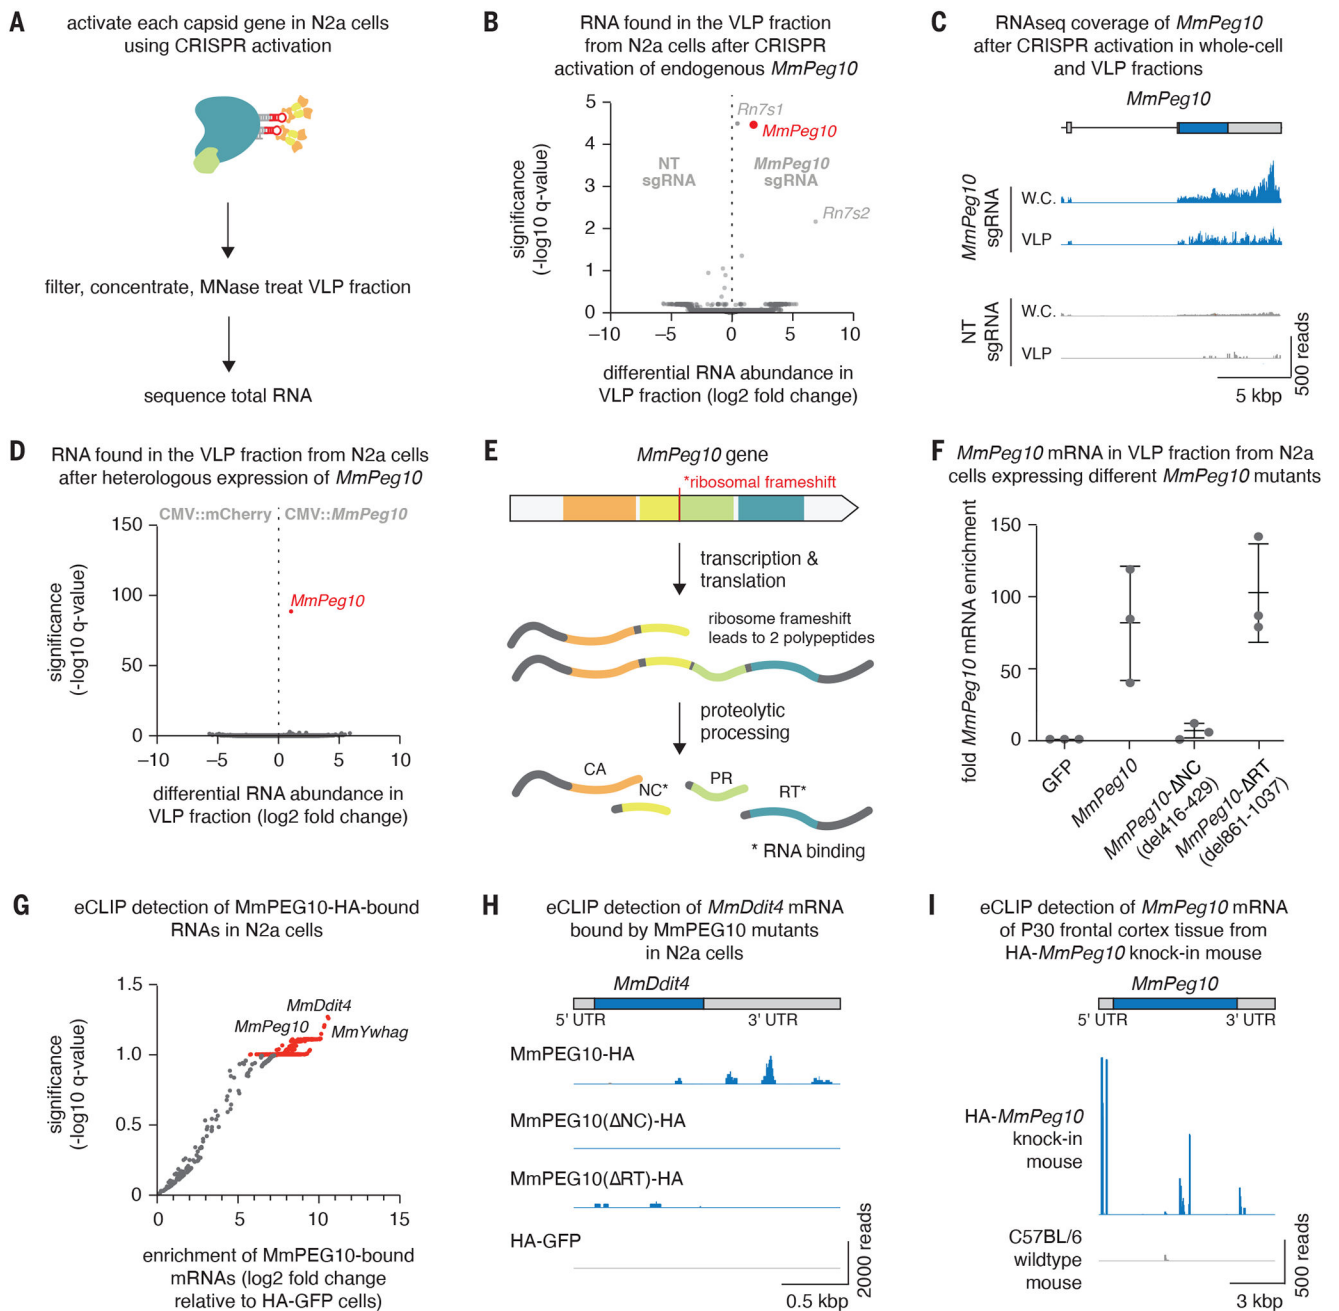 A
activate each capsid gene in N2a cells
using CRISPR activation
filter, concentrate, MNase treat VLP fraction
sequence total RNA
B
RNA found in the VLP fraction
from N2a cells after CRISPR
activation of endogenous MmPeg10
significance
(-log10 q-value)
5
4
3
2
1
0
Rn7s1
MmPeg10
NT
sgRNA
MmPeg10
sgRNA
Rn7s2
−10
−5
0
5
10
differential RNA abundance in
VLP fraction (log2 fold change)
C
RNAseq coverage of MmPeg10
after CRISPR activation in whole-cell
and VLP fractions
MmPeg10
MmPeg10
sgRNA
W.C.
VLP
NT
sgRNA
W.C.
VLP
500 reads
5 kbp
D
RNA found in the VLP fraction from N2a cells
after heterologous expression of MmPeg10
CMV::mCherry
CMV::MmPeg10
significance
(-log10 q-value)
150
100
50
0
MmPeg10
−10
−5
0
5
10
differential RNA abundance in
VLP fraction (log2 fold change)
E
MmPeg10 gene
*ribosomal frameshift
transcription &
translation
ribosome frameshift
leads to 2 polypeptides
proteolytic
processing
CA
NC*
PR
RT*
* RNA binding
F
MmPeg10 mRNA in VLP fraction from N2a
cells expressing different MmPeg10 mutants
fold MmPeg10 mRNA enrichment
150
100
50
0
GFP
MmPeg10
MmPeg10-ΔNC
(del416-429)
MmPeg10-ΔRT
(del861-1037)
G
eCLIP detection of MmPEG10-HA-bound
RNAs in N2a cells
significance
(-log10 q-value)
1.5
1.0
0.5
0
MmDdit4
MmPeg10
MmYwhag
0
5
10
15
enrichment of MmPEG10-bound
mRNAs (log2 fold change
relative to HA-GFP cells)
H
eCLIP detection of MmDdit4 mRNA
bound by MmPEG10 mutants
in N2a cells
MmDdit4
5' UTR
3' UTR
MmPEG10-HA
MmPEG10(ΔNC)-HA
MmPEG10(ΔRT)-HA
HA-GFP
2000 reads
0.5 kbp
I
eCLIP detection of MmPeg10 mRNA
of P30 frontal cortex tissue from
HA-MmPeg10 knock-in mouse
MmPeg10
5' UTR
3' UTR
HA-MmPeg10
knock-in
mouse
C57BL/6
wildtype
mouse
500 reads
3 kbp